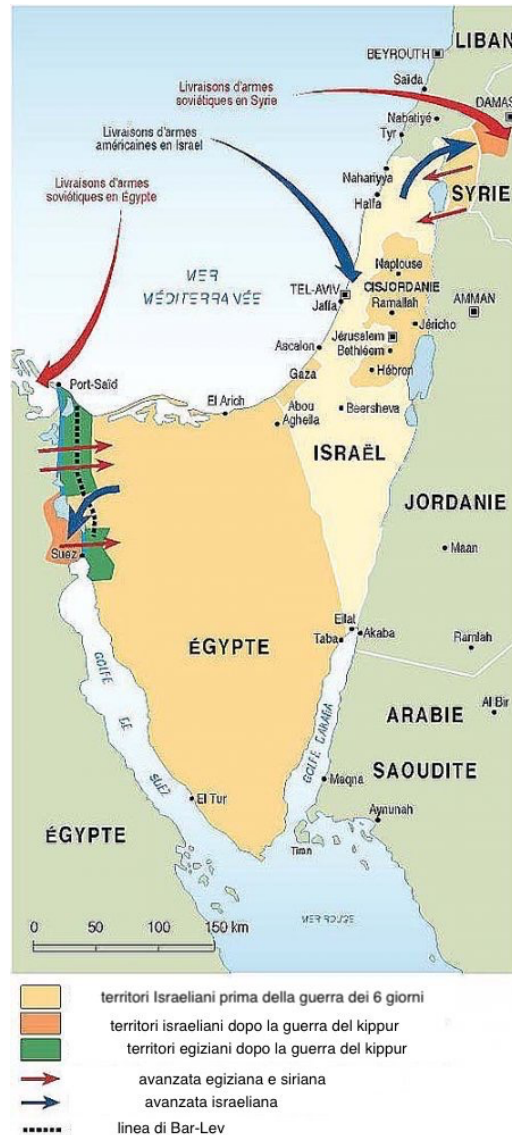 LIBAN
BEYROUTH
Saïda
Livraisons d'armes
soviétiques en Syrie
DAMAS
Nabatiyé
Tyr
Livraisons d'armes
américaines en Israel
Nahariyya
SYRIE
Haïfa
Livraisons d'armes
soviétiques en Égypte
MER
MÉDITERRANÉE
Naplouse
TEL-AVIV
CISJORDANIE
Jaffa
Ramallah
AMMAN
Jéricho
Jérusalem
Bethléem
Ascalon
Hébron
Gaza
Port-Saïd
El Arich
Abou
Agheila
Beersheva
ISRAËL
JORDANIE
Suez
Maan
Eilat
Taba
Akaba
Ramlah
ÉGYPTE
GOLFE DE SUEZ
GOLFE D'ARABA
ARABIE
SAOUDITE
Al Bir
Maqna
El Tur
Aynunah
Tiran
ÉGYPTE
MER ROUGE
0 50 150 km
territori Israeliani prima della guerra dei 6 giorni
territori israeliani dopo la guerra del kippur
territori egiziani dopo la guerra del kippur
avanzata egiziana e siriana
avanzata israeliana
linea di Bar-Lev